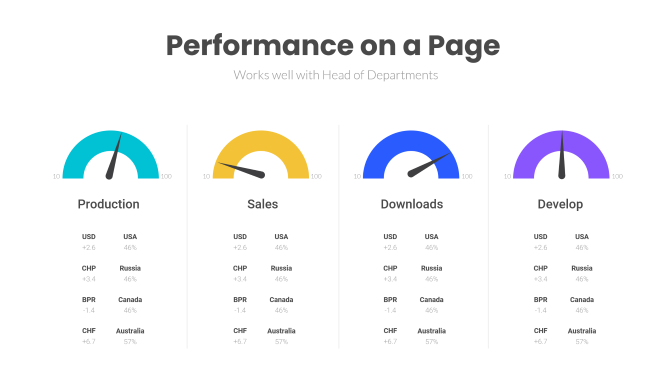 Performance on a Page
Works well with Head of Departments
10 100
Production
USD USA
+2.6 46%
CHP Russia
+3.4 46%
BPR Canada
-1.4 46%
CHF Australia
+6.7 57%
10 100
Sales
USD USA
+2.6 46%
CHP Russia
+3.4 46%
BPR Canada
-1.4 46%
CHF Australia
+6.7 57%
10 100
Downloads
USD USA
+2.6 46%
CHP Russia
+3.4 46%
BPR Canada
-1.4 46%
CHF Australia
+6.7 57%
10 100
Develop
USD USA
+2.6 46%
CHP Russia
+3.4 46%
BPR Canada
-1.4 46%
CHF Australia
+6.7 57%